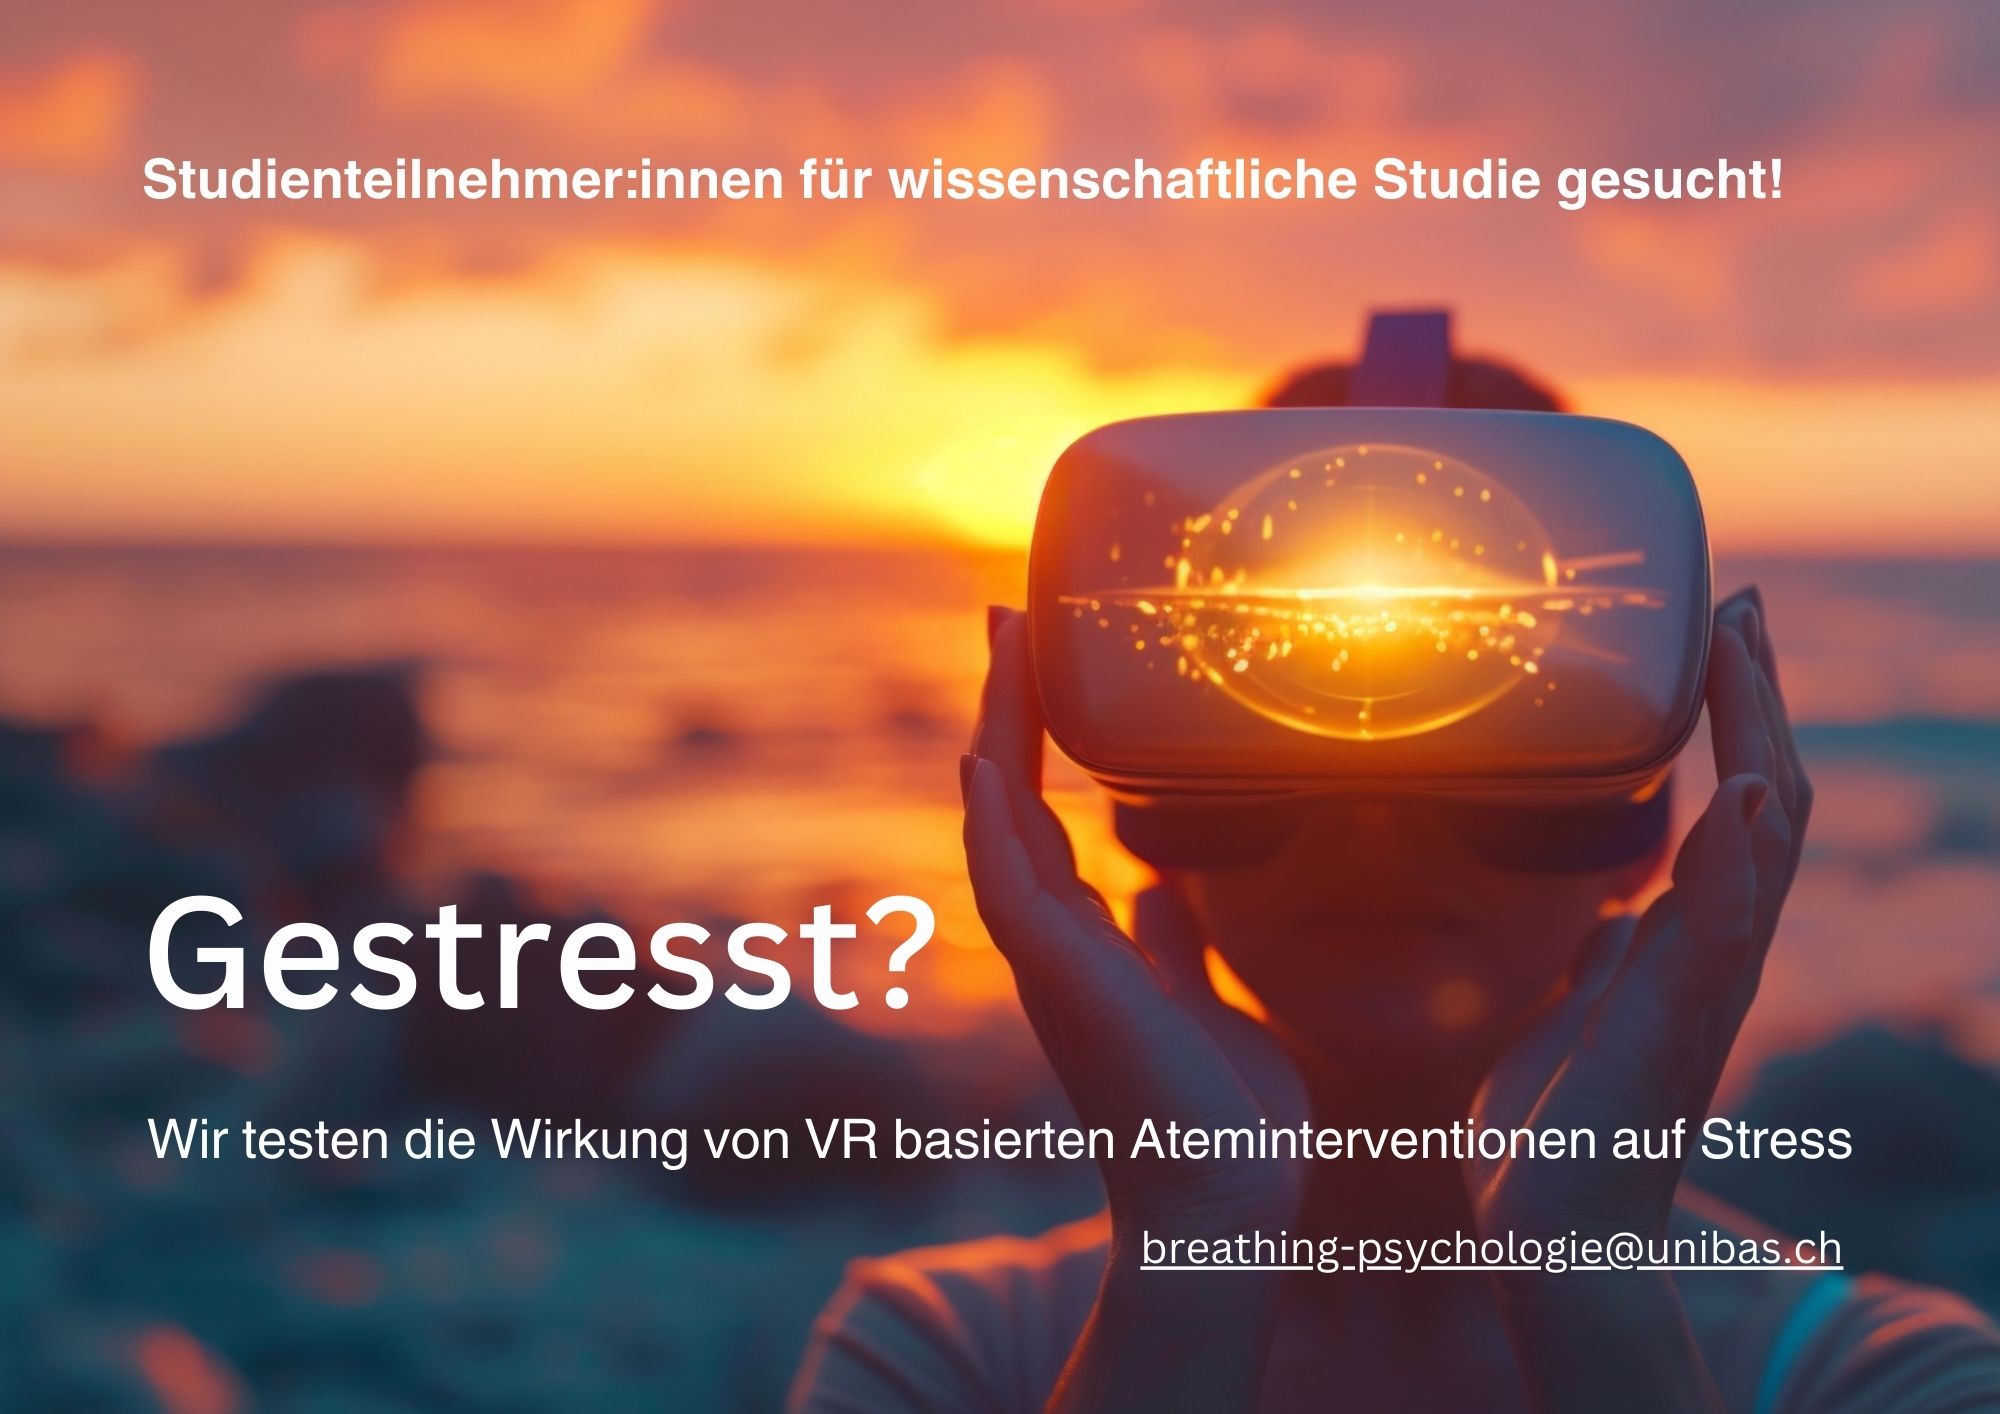 Studienteilnehmer:innen für wissenschaftliche Studie gesucht!
Gestresst?
Wir testen die Wirkung von VR basierten Ateminterventionen auf Stress
breathing-psychologie@unibas.ch